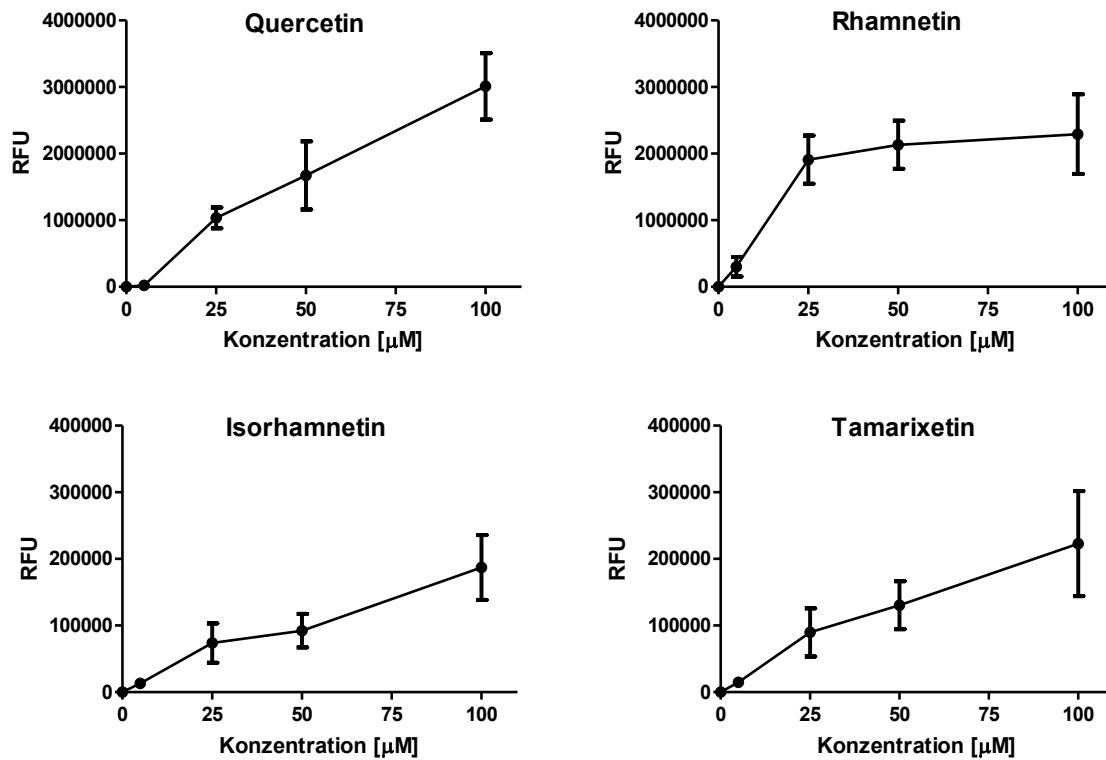 Quercetin
4000000
3000000
2000000
1000000
0
RFU
0 25 50 75 100
Konzentration [μM]
Rhamnetin
4000000
3000000
2000000
1000000
0
RFU
0 25 50 75 100
Konzentration [μM]
Isorhamnetin
400000
300000
200000
100000
0
RFU
0 25 50 75 100
Konzentration [μM]
Tamarixetin
400000
300000
200000
100000
0
RFU
0 25 50 75 100
Konzentration [μM]